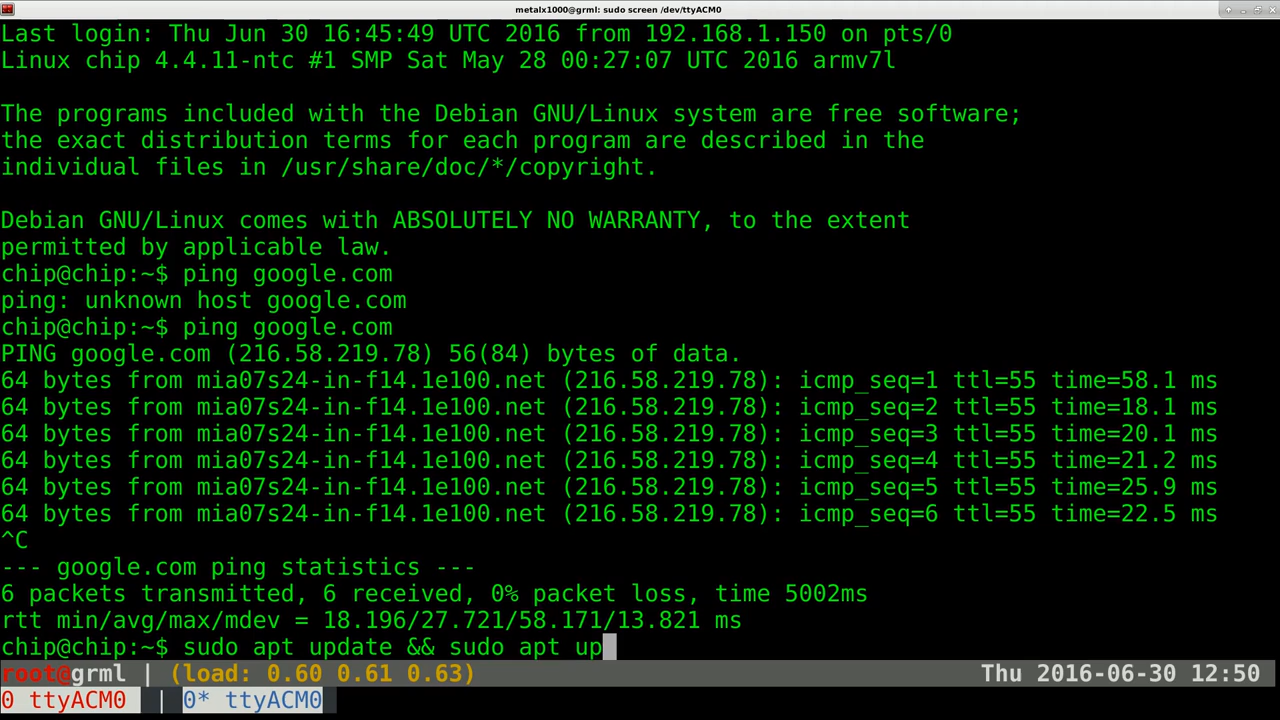 metalx1000@grml: sudo screen /dev/ttyACM0
Last login: Thu Jun 30 16:45:49 UTC 2016 from 192.168.1.150 on pts/0
Linux chip 4.4.11-ntc #1 SMP Sat May 28 00:27:07 UTC 2016 armv7l
The programs included with the Debian GNU/Linux system are free software;
the exact distribution terms for each program are described in the
individual files in /usr/share/doc/*/copyright.
Debian GNU/Linux comes with ABSOLUTELY NO WARRANTY, to the extent
permitted by applicable law.
chip@chip:~$ ping google.com
ping: unknown host google.com
chip@chip:~$ ping google.com
PING google.com (216.58.219.78) 56(84) bytes of data.
64 bytes from mia07s24-in-f14.1e100.net (216.58.219.78): icmp_seq=1 ttl=55 time=58.1 ms
64 bytes from mia07s24-in-f14.1e100.net (216.58.219.78): icmp_seq=2 ttl=55 time=18.1 ms
64 bytes from mia07s24-in-f14.1e100.net (216.58.219.78): icmp_seq=3 ttl=55 time=20.1 ms
64 bytes from mia07s24-in-f14.1e100.net (216.58.219.78): icmp_seq=4 ttl=55 time=21.2 ms
64 bytes from mia07s24-in-f14.1e100.net (216.58.219.78): icmp_seq=5 ttl=55 time=25.9 ms
64 bytes from mia07s24-in-f14.1e100.net (216.58.219.78): icmp_seq=6 ttl=55 time=22.5 ms
^C
--- google.com ping statistics ---
6 packets transmitted, 6 received, 0% packet loss, time 5002ms
rtt min/avg/max/mdev = 18.196/27.721/58.171/13.821 ms
chip@chip:~$ sudo apt update && sudo apt up
root@grml | (load: 0.60 0.61 0.63) Thu 2016-06-30 12:50
0 ttyACM0 | 0* ttyACM0